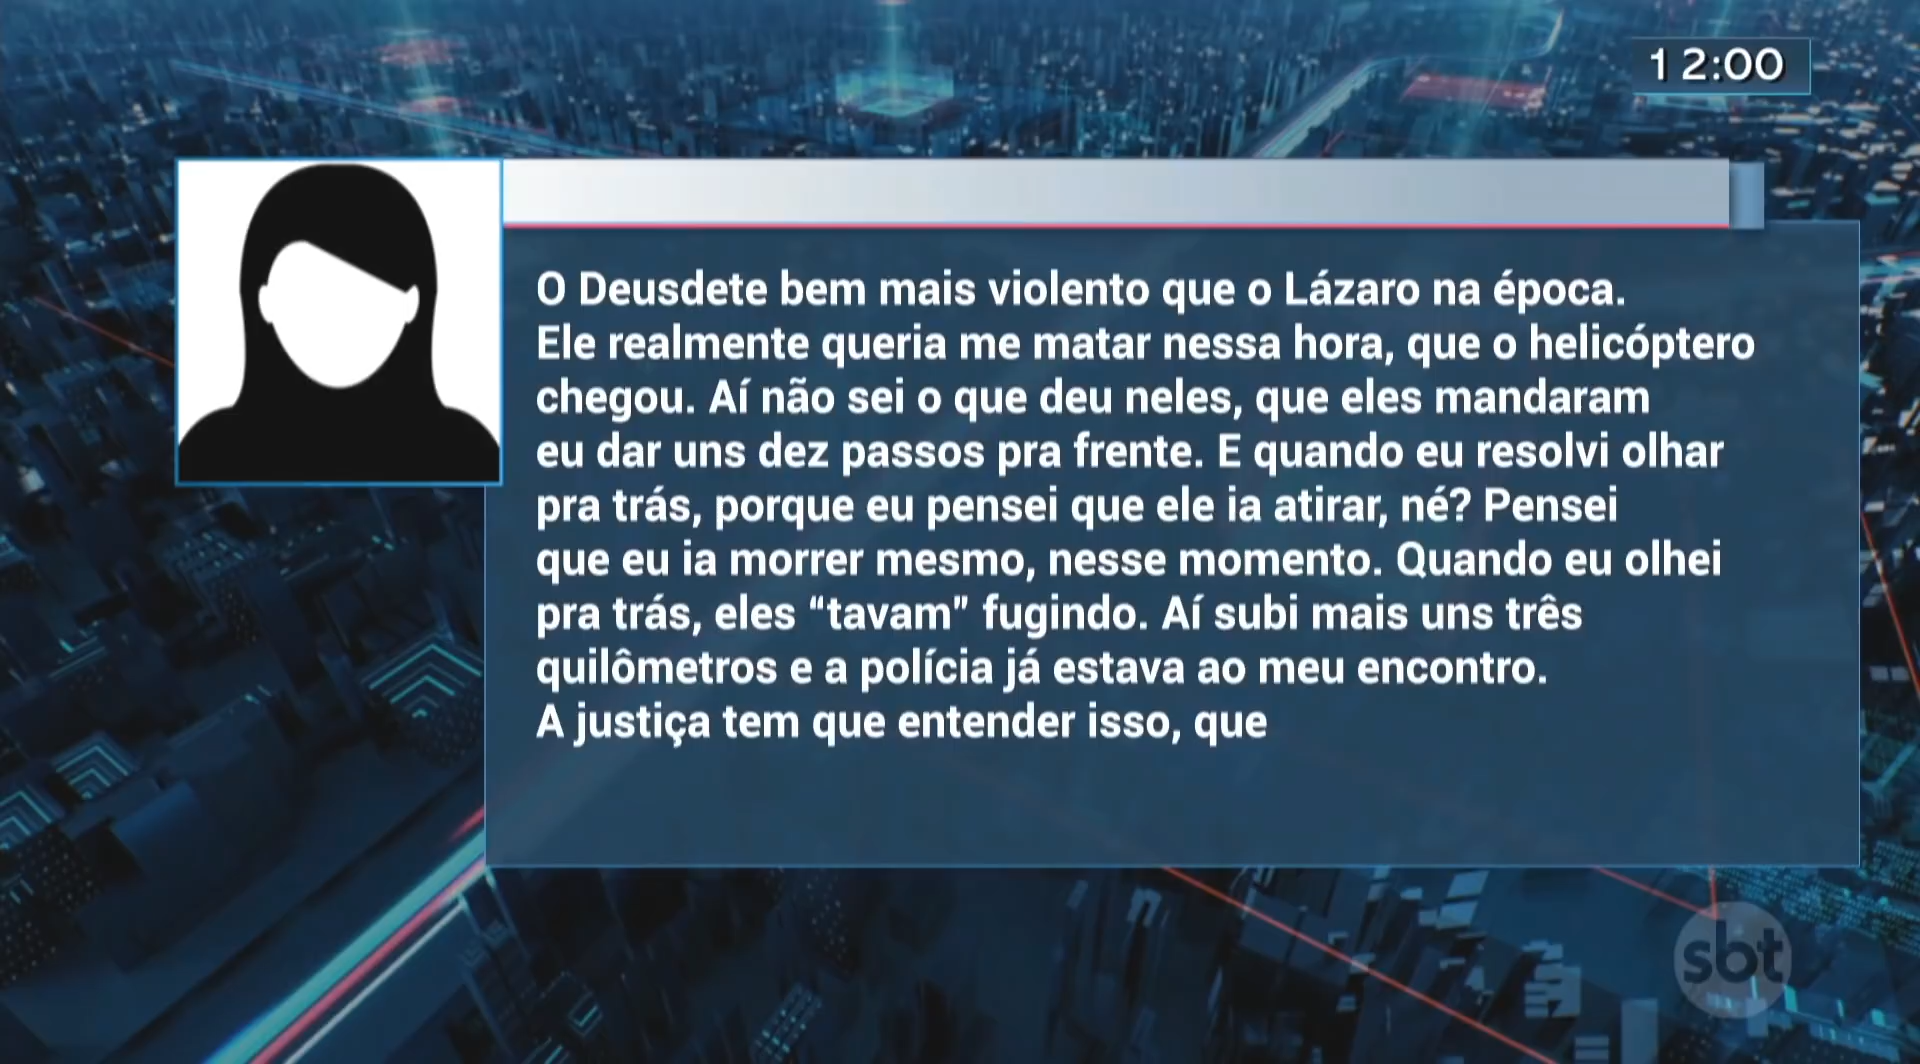 12:00
O Deusdete bem mais violento que o Lázaro na época.
Ele realmente queria me matar nessa hora, que o helicóptero
chegou. Aí não sei o que deu neles, que eles mandaram
eu dar uns dez passos pra frente. E quando eu resolvi olhar
pra trás, porque eu pensei que ele ia atirar, né? Pensei
que eu ia morrer mesmo, nesse momento. Quando eu olhei
pra trás, eles “tavam” fugindo. Aí subi mais uns três
quilômetros e a polícia já estava ao meu encontro.
A justiça tem que entender isso, que
sbt